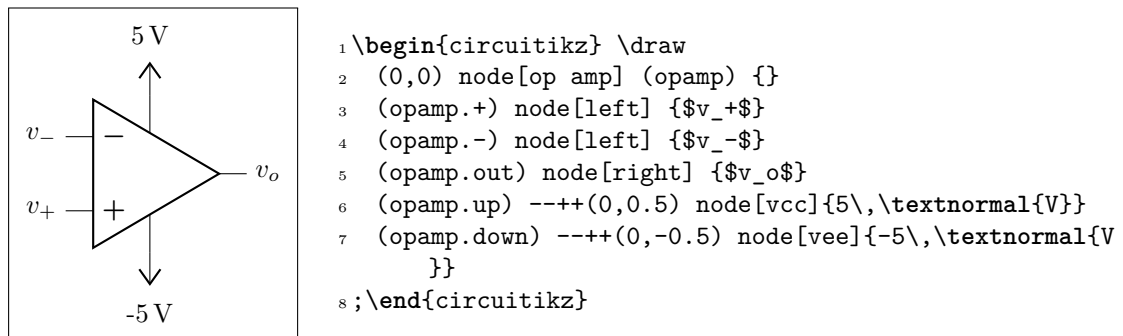 5 V
v−
−
v+
+
vo
-5 V
1 \begin{circuitikz} \draw
2   (0,0) node[op amp] (opamp) {}
3   (opamp.+) node[left] {$v_+$}
4   (opamp.-) node[left] {$v_-$}
5   (opamp.out) node[right] {$v_o$}
6   (opamp.up) --++(0,0.5) node[vcc]{5\,\textnormal{V}}
7   (opamp.down) --++(0,-0.5) node[vee]{-5\,\textnormal{V
}}
8 ;\end{circuitikz}